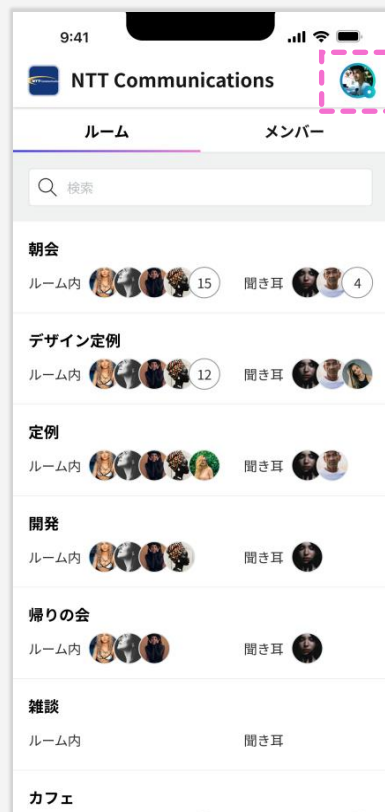 9:41
NTT Communications
ルーム メンバー
検索
朝会
ルーム内 15 聞き耳 4
デザイン定例
ルーム内 12 聞き耳
定例
ルーム内 聞き耳
開発
ルーム内 聞き耳
帰りの会
ルーム内 聞き耳
雑談
ルーム内 聞き耳
カフェ